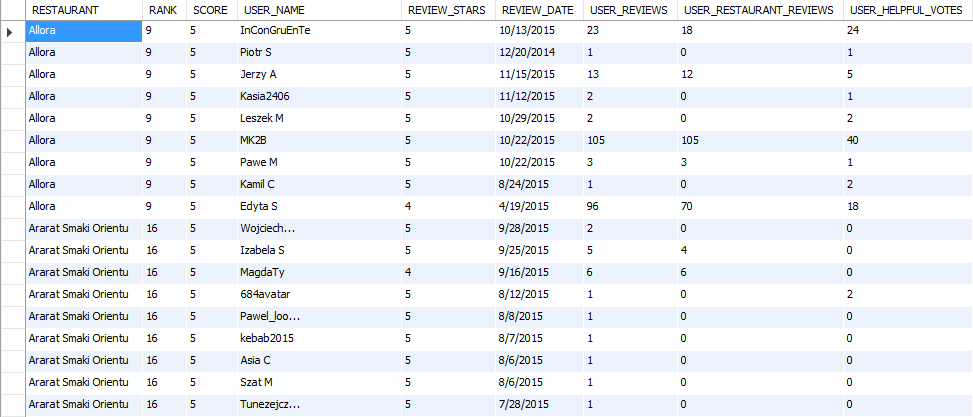 RESTAURANT RANK SCORE USER_NAME REVIEW_STARS REVIEW_DATE USER_REVIEWS USER_RESTAURANT_REVIEWS USER_HELPFUL_VOTES
Allora 9 5 InConGruEnTe 5 10/13/2015 23 18 24
Allora 9 5 Piotr S 5 12/20/2014 1 0 1
Allora 9 5 Jerzy A 5 11/15/2015 13 12 5
Allora 9 5 Kasia2406 5 11/12/2015 2 0 1
Allora 9 5 Leszek M 5 10/29/2015 2 0 2
Allora 9 5 MK2B 5 10/22/2015 105 105 40
Allora 9 5 Pawe M 5 10/22/2015 3 3 1
Allora 9 5 Kamil C 5 8/24/2015 1 0 2
Allora 9 5 Edyta S 4 4/19/2015 96 70 18
Ararat Smaki Orientu 16 5 Wojciech... 5 9/28/2015 2 0 0
Ararat Smaki Orientu 16 5 Izabela S 5 9/25/2015 5 4 0
Ararat Smaki Orientu 16 5 MagdaTy 4 9/16/2015 6 6 0
Ararat Smaki Orientu 16 5 684avatar 5 8/12/2015 1 0 2
Ararat Smaki Orientu 16 5 Pawel_loo... 5 8/8/2015 1 0 0
Ararat Smaki Orientu 16 5 kebab2015 5 8/7/2015 1 0 0
Ararat Smaki Orientu 16 5 Asia C 5 8/6/2015 1 0 0
Ararat Smaki Orientu 16 5 Szat M 5 8/6/2015 1 0 0
Ararat Smaki Orientu 16 5 Tunezejcz... 5 7/28/2015 1 0 0